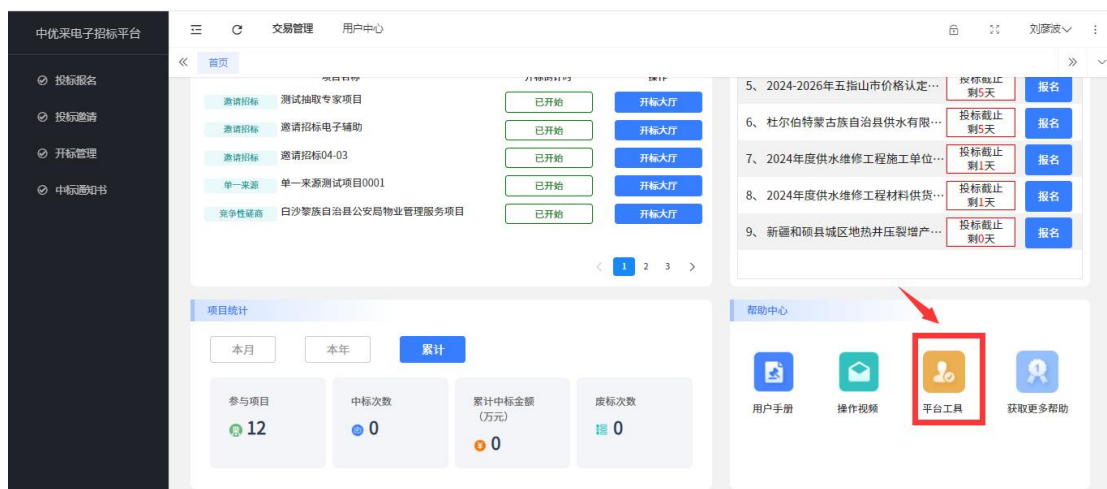 中优采电子招标平台
交易管理
用户中心
刘彦波
首页
投标报名
投标邀请
开标管理
中标通知书
项目名称
开标倒计时
操作
邀请招标 测试抽取专家项目 已开始 开标大厅
邀请招标 邀请招标电子辅助 已开始 开标大厅
邀请招标 邀请招标04-03 已开始 开标大厅
单一来源 单一来源测试项目0001 已开始 开标大厅
竞争性磋商 白沙黎族自治县公安局物业管理服务项目 已开始 开标大厅
1 2 3
5、 2024-2026年五指山市价格认定… 投标截止 剩5天 报名
6、 杜尔伯特蒙古族自治县供水有限… 投标截止 剩5天 报名
7、 2024年度供水维修工程施工单位… 投标截止 剩1天 报名
8、 2024年度供水维修工程材料供货… 投标截止 剩1天 报名
9、 新疆和硕县城区地热井压裂增产… 投标截止 剩0天 报名
项目统计
本月
本年
累计
参与项目
12
中标次数
0
累计中标金额
(万元)
0
废标次数
0
帮助中心
用户手册
操作视频
平台工具
获取更多帮助